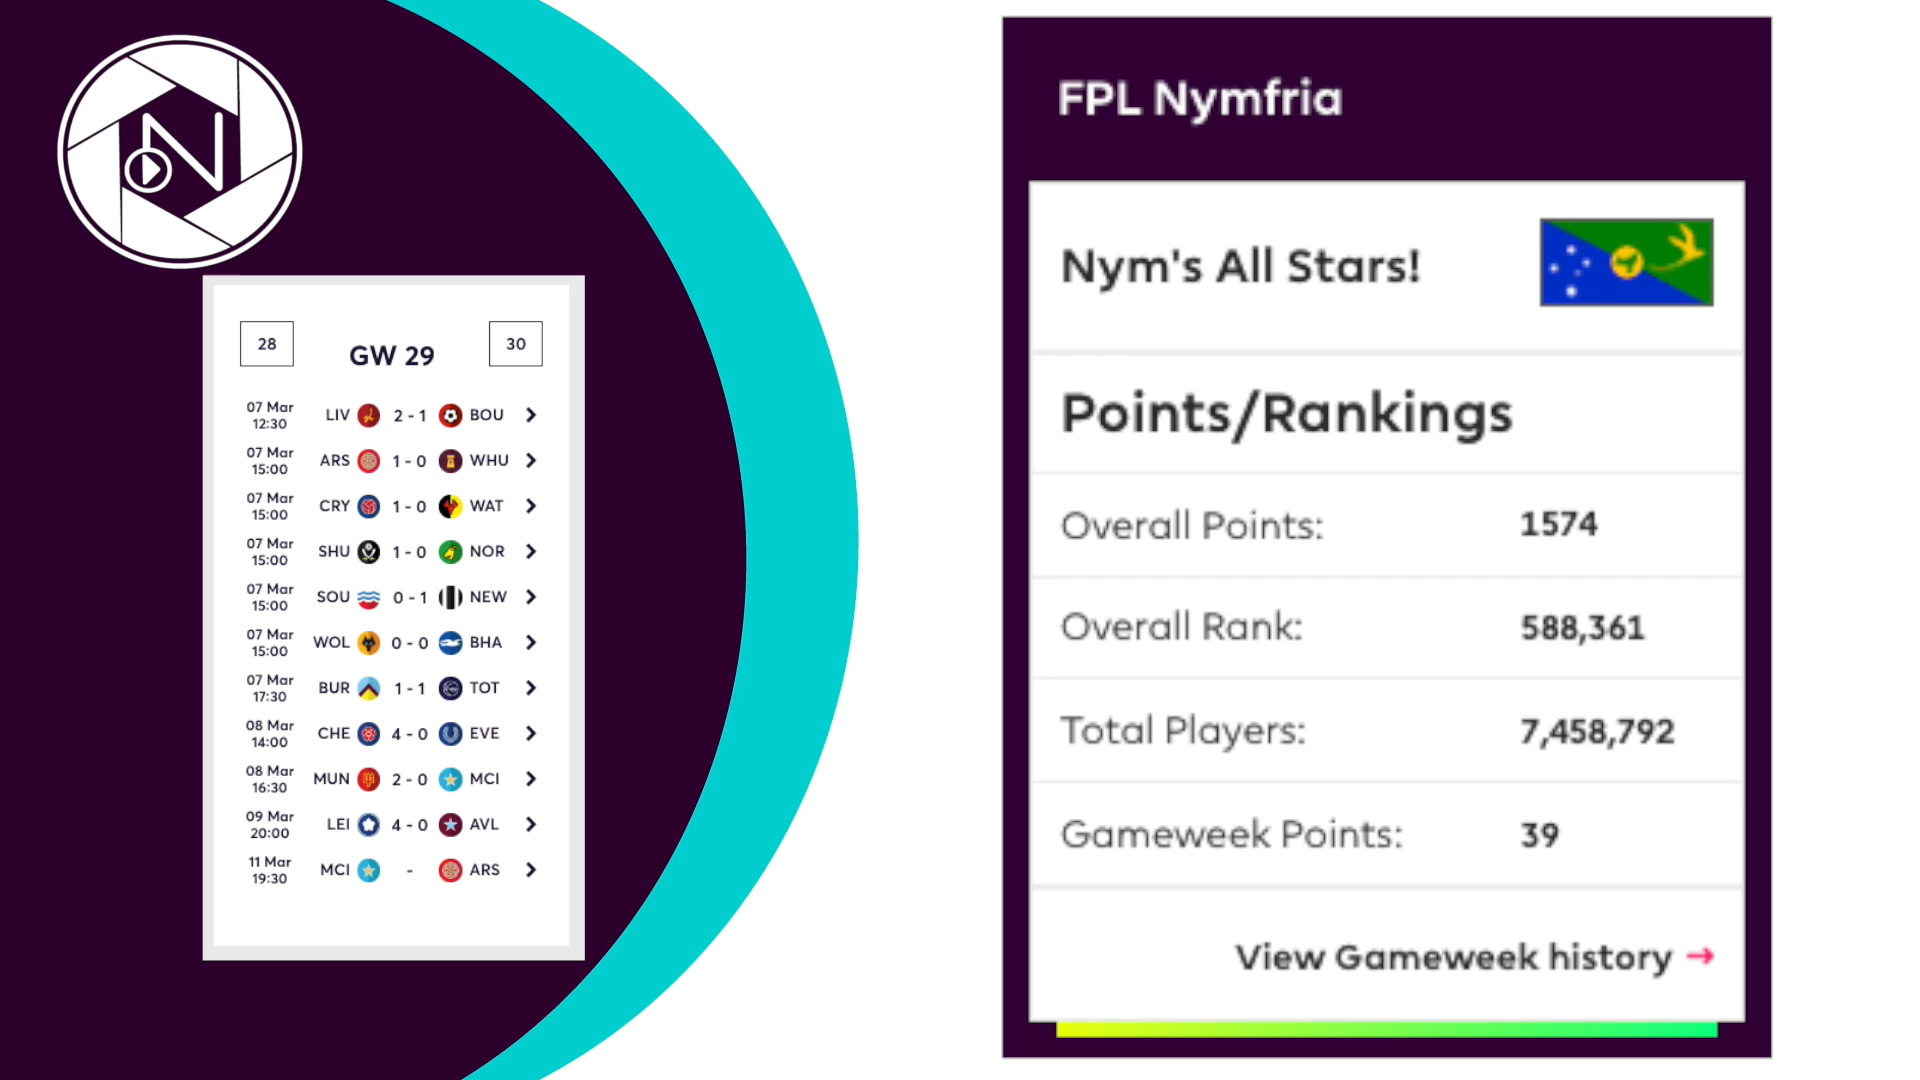 N
28 GW 29 30
07 Mar 12:30 LIV 2 - 1 BOU
07 Mar 15:00 ARS 1 - 0 WHU
07 Mar 15:00 CRY 1 - 0 WAT
07 Mar 15:00 SHU 1 - 0 NOR
07 Mar 15:00 SOU 0 - 1 NEW
07 Mar 15:00 WOL 0 - 0 BHA
07 Mar 17:30 BUR 1 - 1 TOT
08 Mar 14:00 CHE 4 - 0 EVE
08 Mar 16:30 MUN 2 - 0 MCI
09 Mar 20:00 LEI 4 - 0 AVL
11 Mar 19:30 MCI - ARS
FPL Nymfria
Nym's All Stars!
Points/Rankings
Overall Points: 1574
Overall Rank: 588,361
Total Players: 7,458,792
Gameweek Points: 39
View Gameweek history →